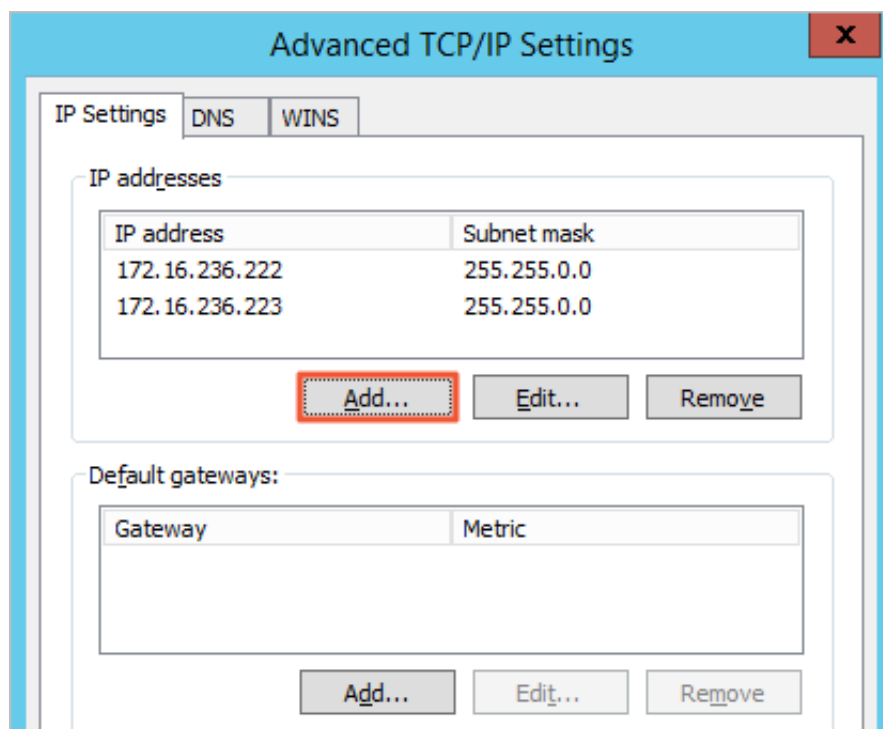 Advanced TCP/IP Settings
x
IP Settings DNS WINS
IP addresses
IP address Subnet mask
172.16.236.222 255.255.0.0
172.16.236.223 255.255.0.0
Add... Edit... Remove
Default gateways:
Gateway Metric
Add... Edit... Remove